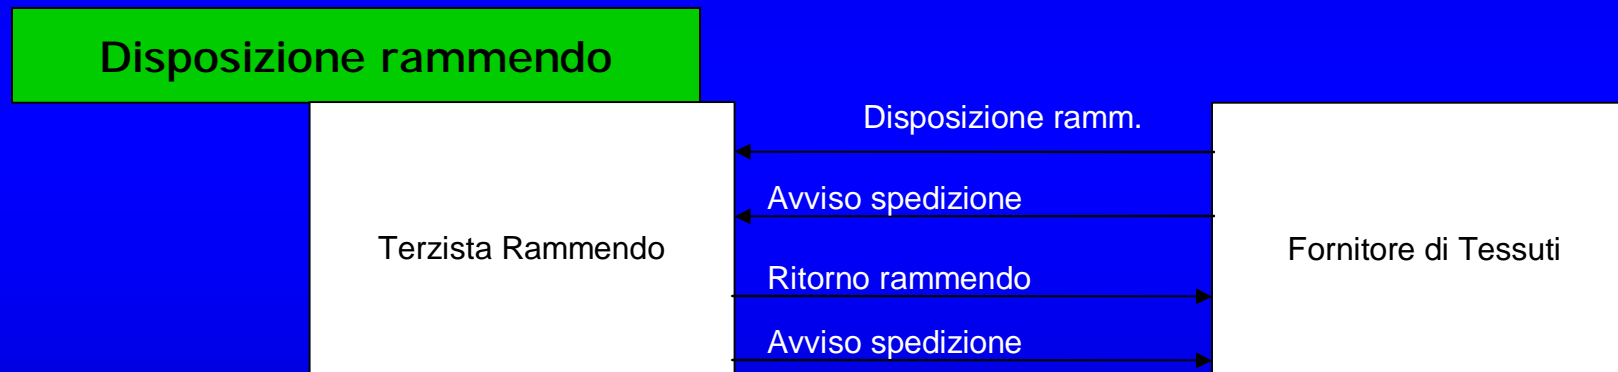 Disposizione rammendo
Disposizione ramm.
Avviso spedizione
Terzista Rammendo
Fornitore di Tessuti
Ritorno rammendo
Avviso spedizione